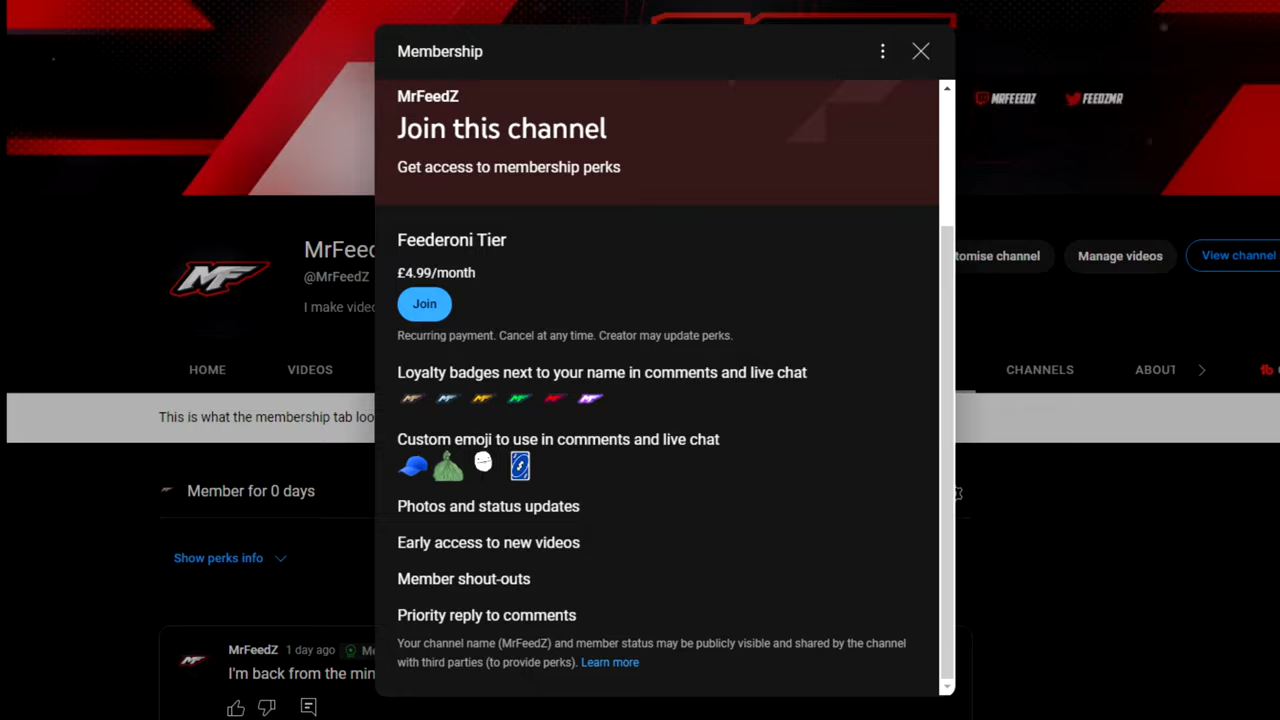 Membership
MRFEEEDZ
FEEDZMR
MrFeedZ
Join this channel
Get access to membership perks
MrFeed
@MrFeedZ
I make vide
tomise channel
Manage videos
View channel
MF
Feederoni Tier
£4.99/month
Join
Recurring payment. Cancel at any time. Creator may update perks.
HOME
VIDEOS
CHANNELS
ABOUT
Loyalty badges next to your name in comments and live chat
This is what the membership tab loo
Custom emoji to use in comments and live chat
Member for 0 days
Photos and status updates
Early access to new videos
Show perks info
Member shout-outs
Priority reply to comments
Your channel name (MrFeedZ) and member status may be publicly visible and shared by the channel
with third parties (to provide perks). Learn more
MF
MrFeedZ 1 day ago Me
I'm back from the min